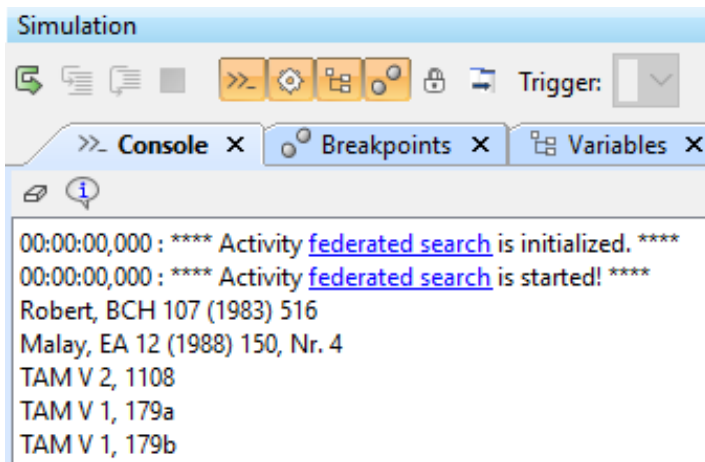 Simulation
Trigger:
Console Breakpoints Variables
00:00:00,000 : **** Activity federated search is initialized. ****
00:00:00,000 : **** Activity federated search is started! ****
Robert, BCH 107 (1983) 516
Malay, EA 12 (1988) 150, Nr. 4
TAM V 2, 1108
TAM V 1, 179a
TAM V 1, 179b